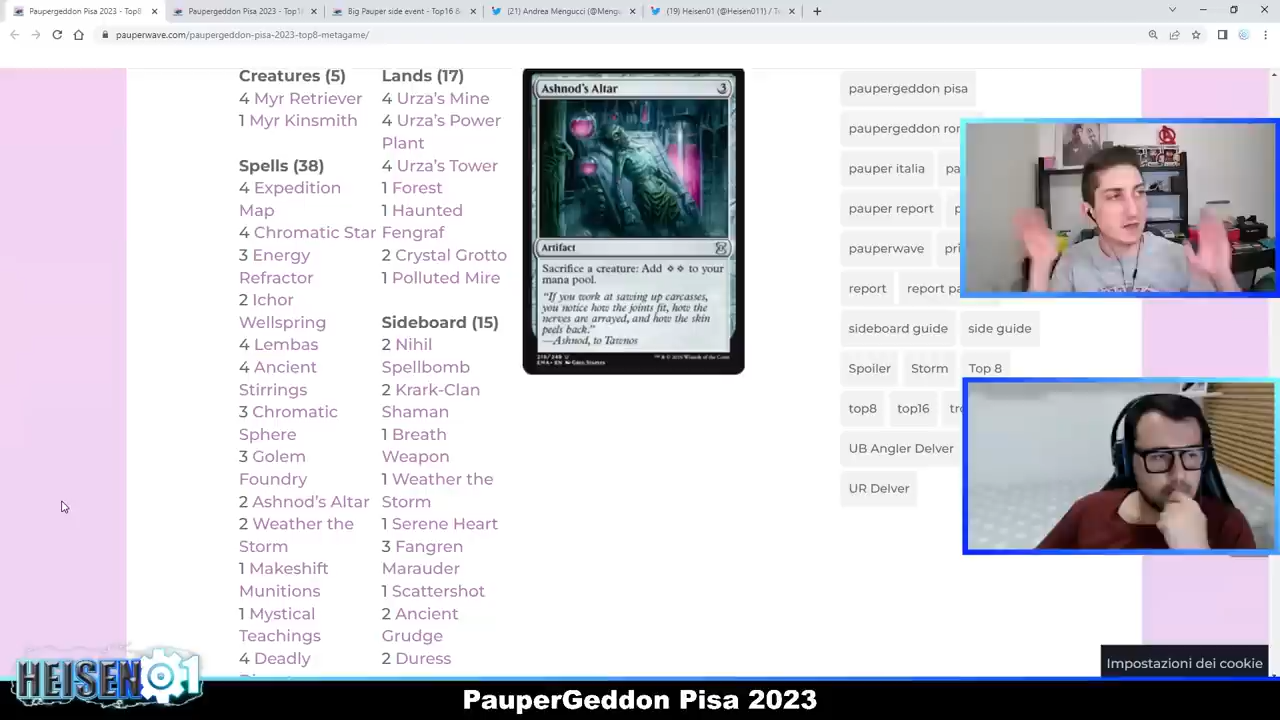 Paupergeddon Pisa 2023 - Top8
Paupergeddon Pisa 2023 - Top1
Big Pauper side event - Top16 &
(21) Andrea Mengucci (@Meng
(19) Heisen01 (@Heisen011) / T
pauperwave.com/paupergeddon-pisa-2023-top8-metagame/
Creatures (5)
4 Myr Retriever
1 Myr Kinsmith
Spells (38)
4 Expedition
Map
4 Chromatic Star
3 Energy
Refractor
2 Ichor
Wellspring
4 Lembas
4 Ancient
Stirrings
3 Chromatic
Sphere
3 Golem
Foundry
2 Ashnod's Altar
2 Weather the
Storm
1 Makeshift
Munitions
1 Mystical
Teachings
4 Deadly
Lands (17)
4 Urza's Mine
4 Urza's Power
Plant
4 Urza's Tower
1 Forest
1 Haunted
Fengraf
2 Crystal Grotto
1 Polluted Mire
Sideboard (15)
2 Nihil
Spellbomb
2 Krark-Clan
Shaman
1 Breath
Weapon
1 Weather the
Storm
1 Serene Heart
3 Fangren
Marauder
1 Scattershot
2 Ancient
Grudge
2 Duress
Ashnod's Altar 3
Artifact
Sacrifice a creature: Add ◇◇ to your
mana pool.
"If you work at sawing up carcasses,
you notice how the joints fit, how the
nerves are arrayed, and how the skin
peels back."
—Ashnod, to Tawnos
paupergeddon pisa
paupergeddon ro
pauper italia pa
pauper report
pauperwave pri
report report pa
sideboard guide side guide
Spoiler Storm Top 8
top8 top16 tro
UB Angler Delver
UR Delver
Impostazioni dei cookie
HEISEN 01
PauperGeddon Pisa 2023